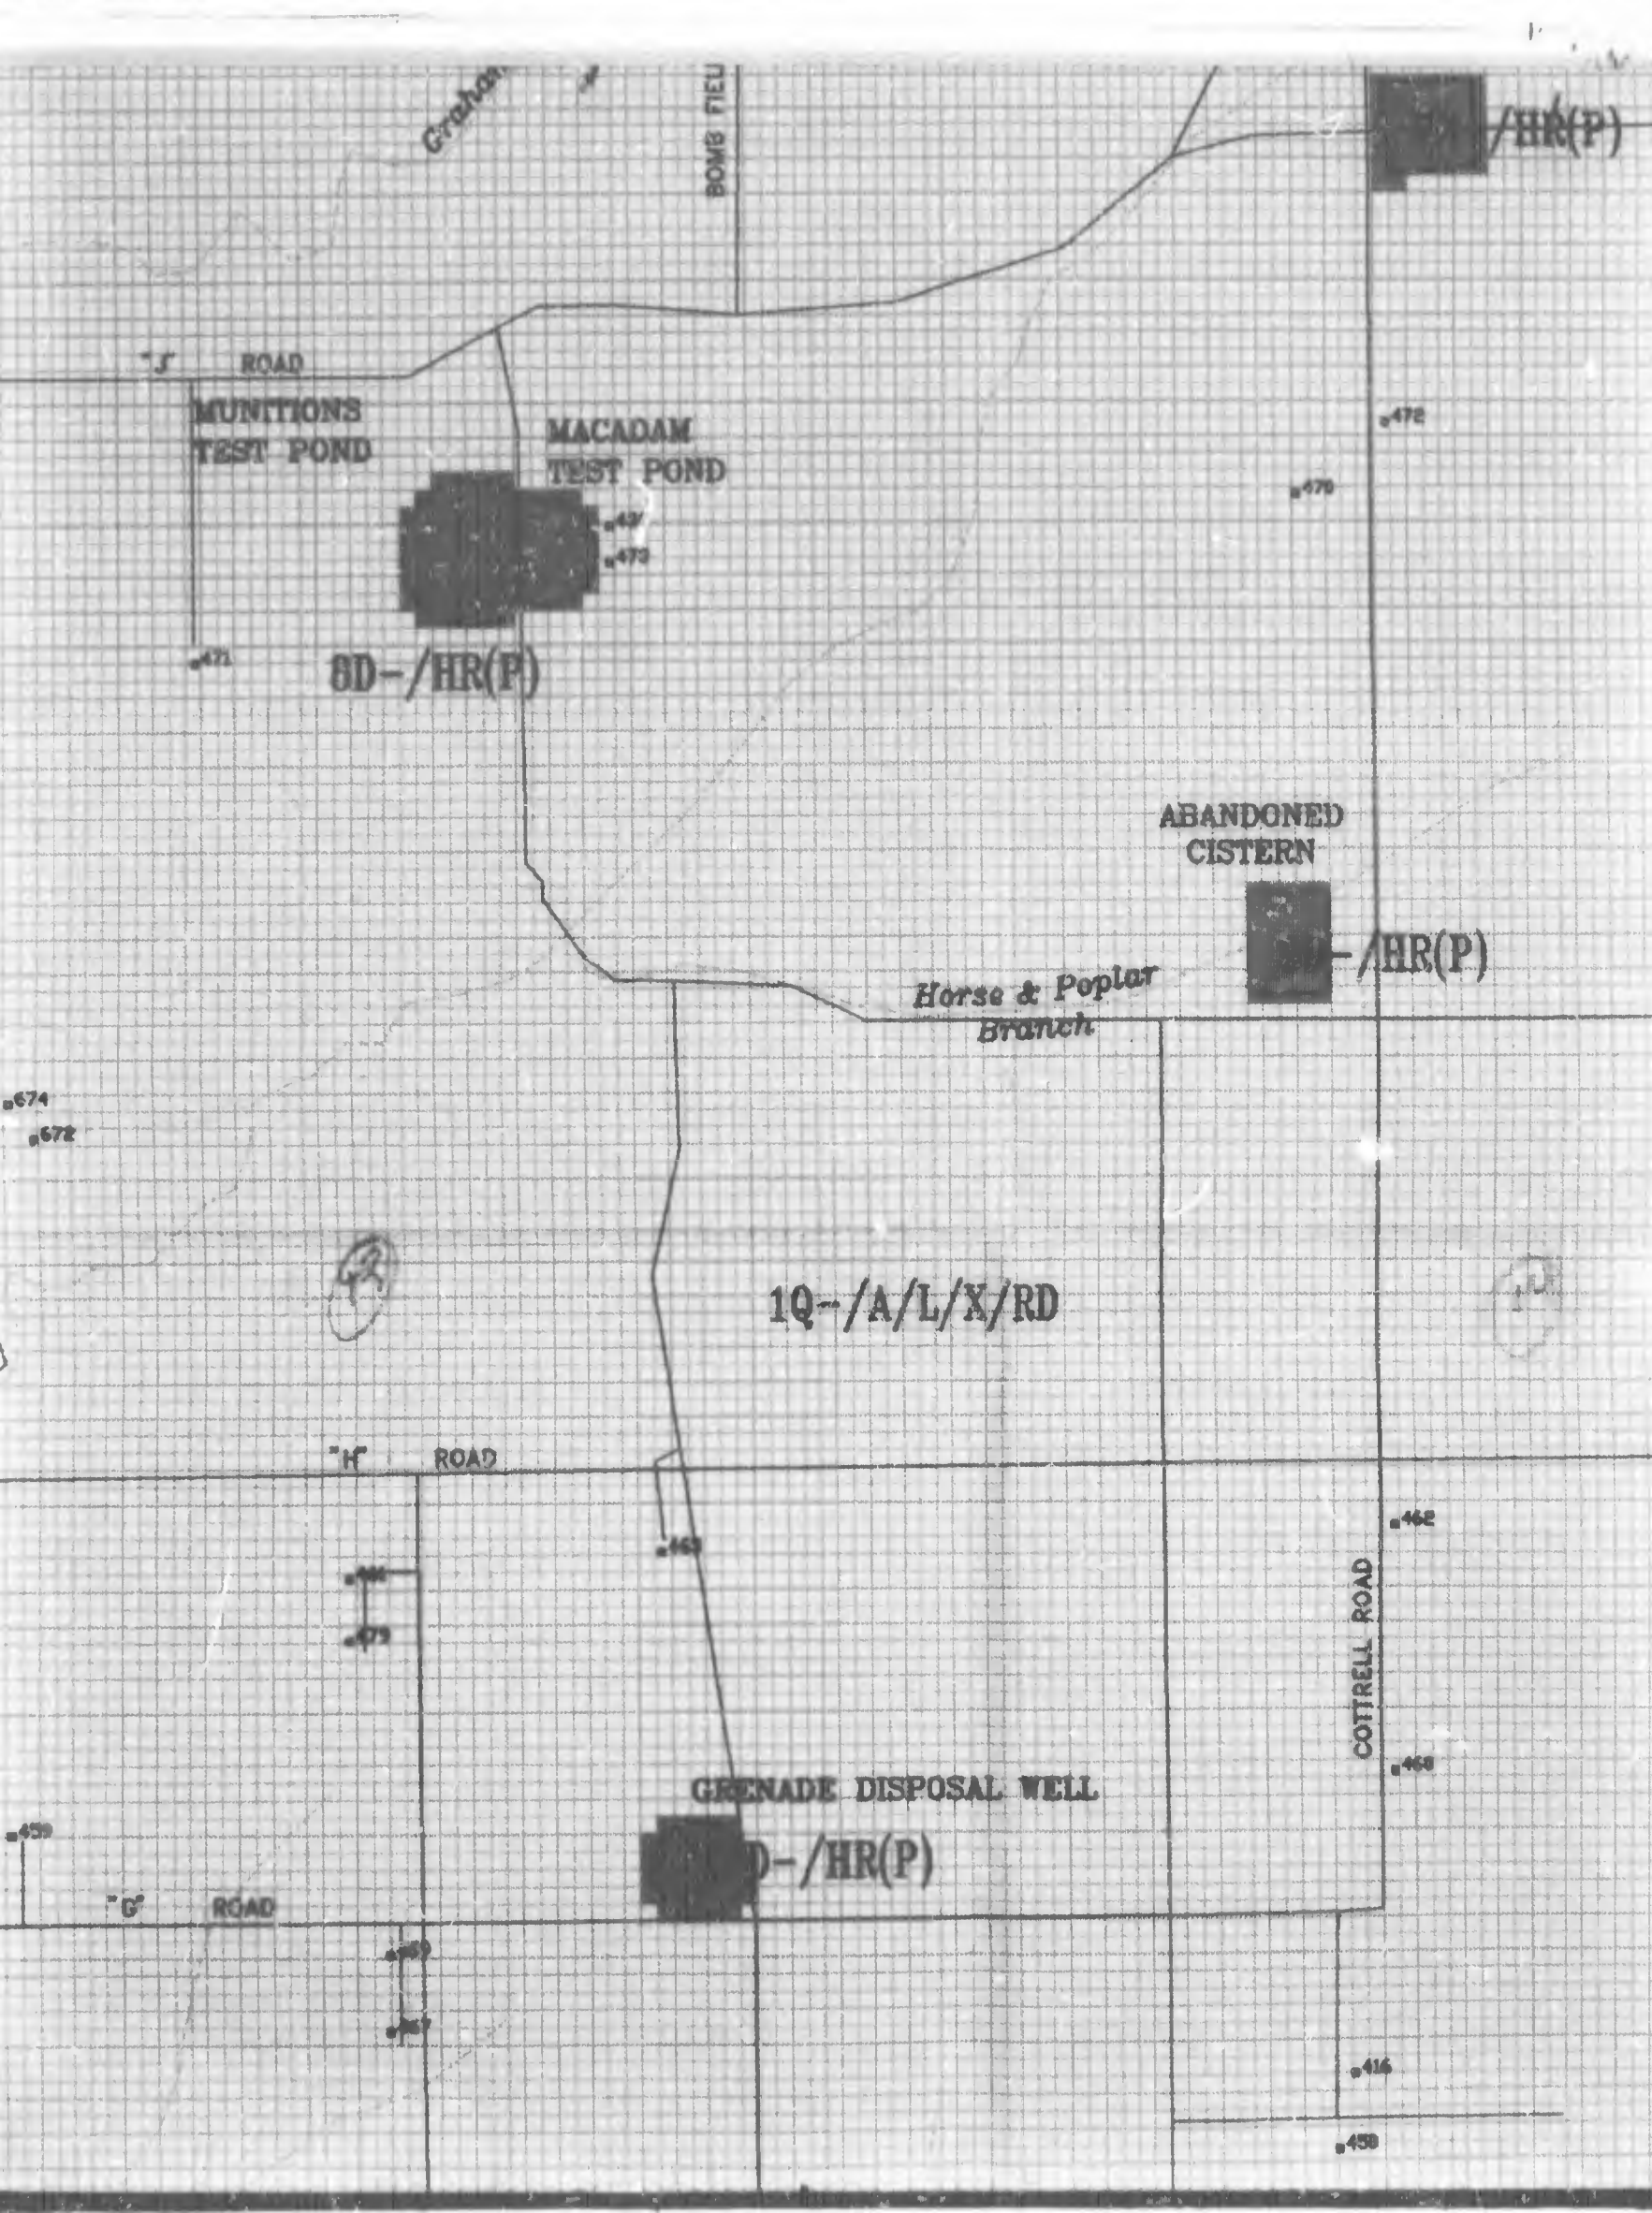 BOMB FIEL
/HR(P)
"J" ROAD
MUNITIONS
TEST POND
MACADAM
TEST POND
472
470
473
471
8D-/HR(P)
ABANDONED
CISTERN
-/HR(P)
Horse & Poplar
Branch
674
672
1Q-/A/L/X/RD
"H" ROAD
462
463
479
COTTRELL ROAD
GRENADE DISPOSAL WELL
D-/HR(P)
459
"G" ROAD
416
458